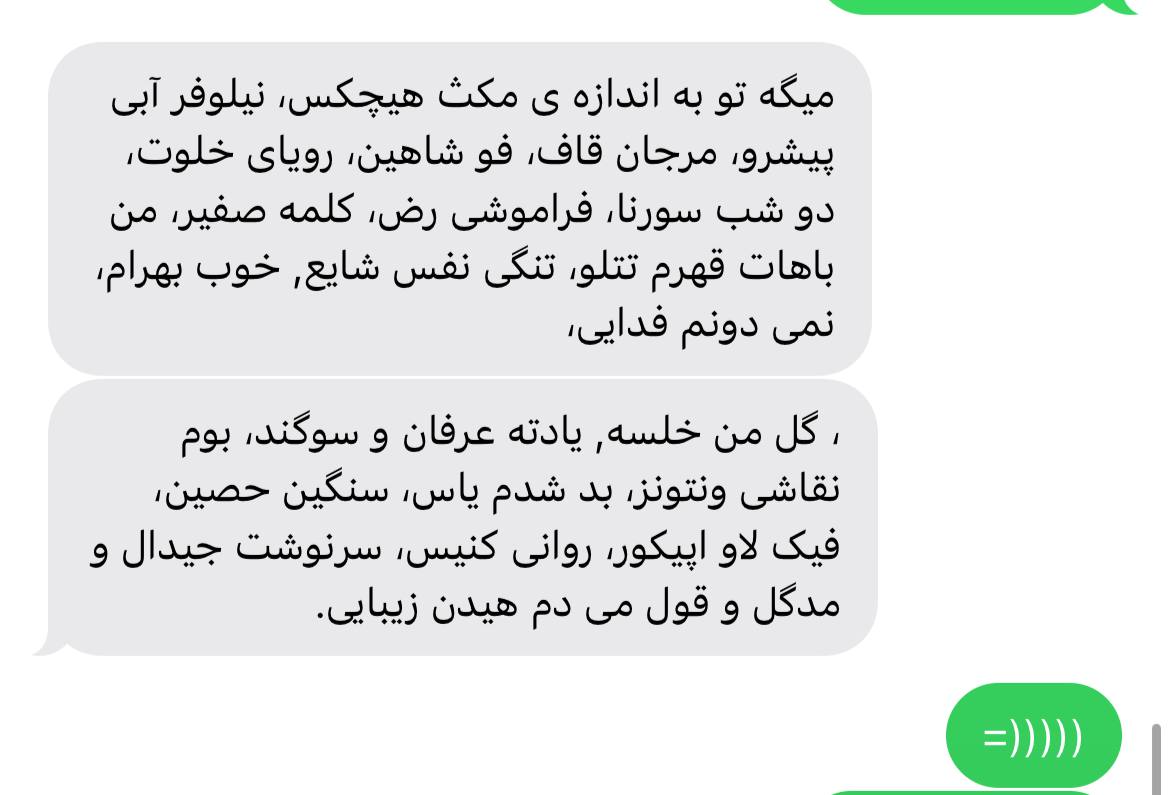 میگه تو به اندازه ی مکث هیچکس، نیلوفر آبی
پیشرو، مرجان قاف، فو شاهین، رویای خلوت،
دو شب سورنا، فراموشی رض، کلمه صفیر، من
باهات قهرم تتلو، تنگی نفس شایع, خوب بهرام،
نمی دونم فدایی،
، گل من خلسه, یادته عرفان و سوگند، بوم
نقاشی ونتونز، بد شدم یاس، سنگین حصین،
فیک لاو اپیکور، روانی کنیس، سرنوشت جیدال و
مدگل و قول می دم هیدن زیبایی.
=)))))